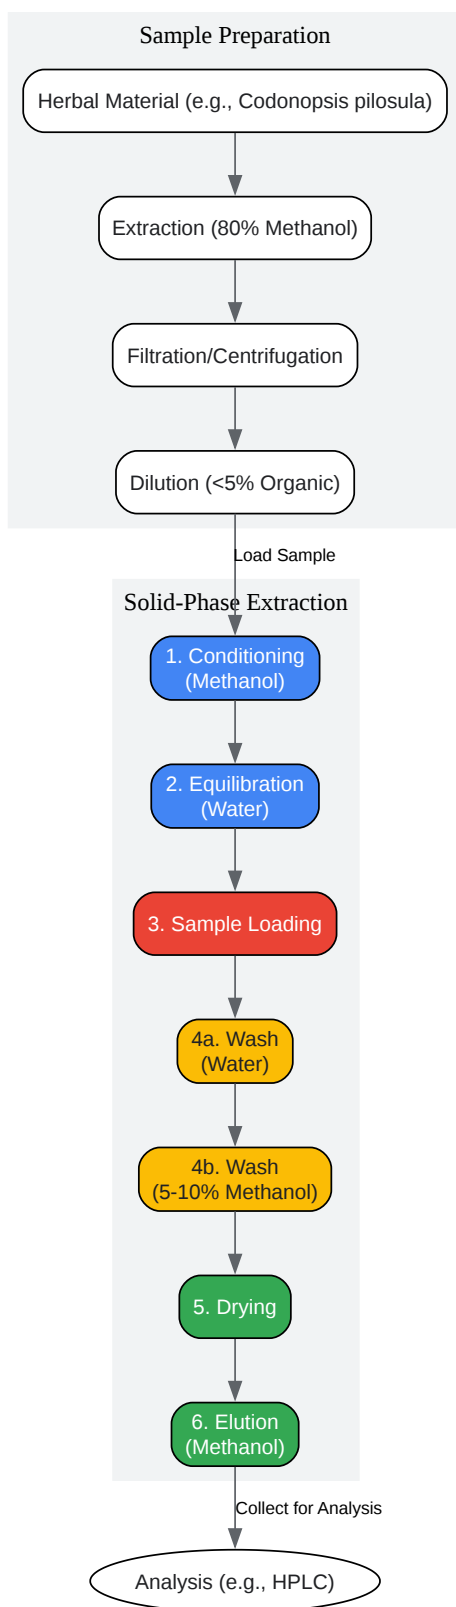 Sample Preparation
Herbal Material (e.g., Codonopsis pilosula)
Extraction (80% Methanol)
Filtration/Centrifugation
Dilution (<5% Organic)
Load Sample
Solid-Phase Extraction
1. Conditioning
(Methanol)
2. Equilibration
(Water)
3. Sample Loading
4a. Wash
(Water)
4b. Wash
(5-10% Methanol)
5. Drying
6. Elution
(Methanol)
Collect for Analysis
Analysis (e.g., HPLC)